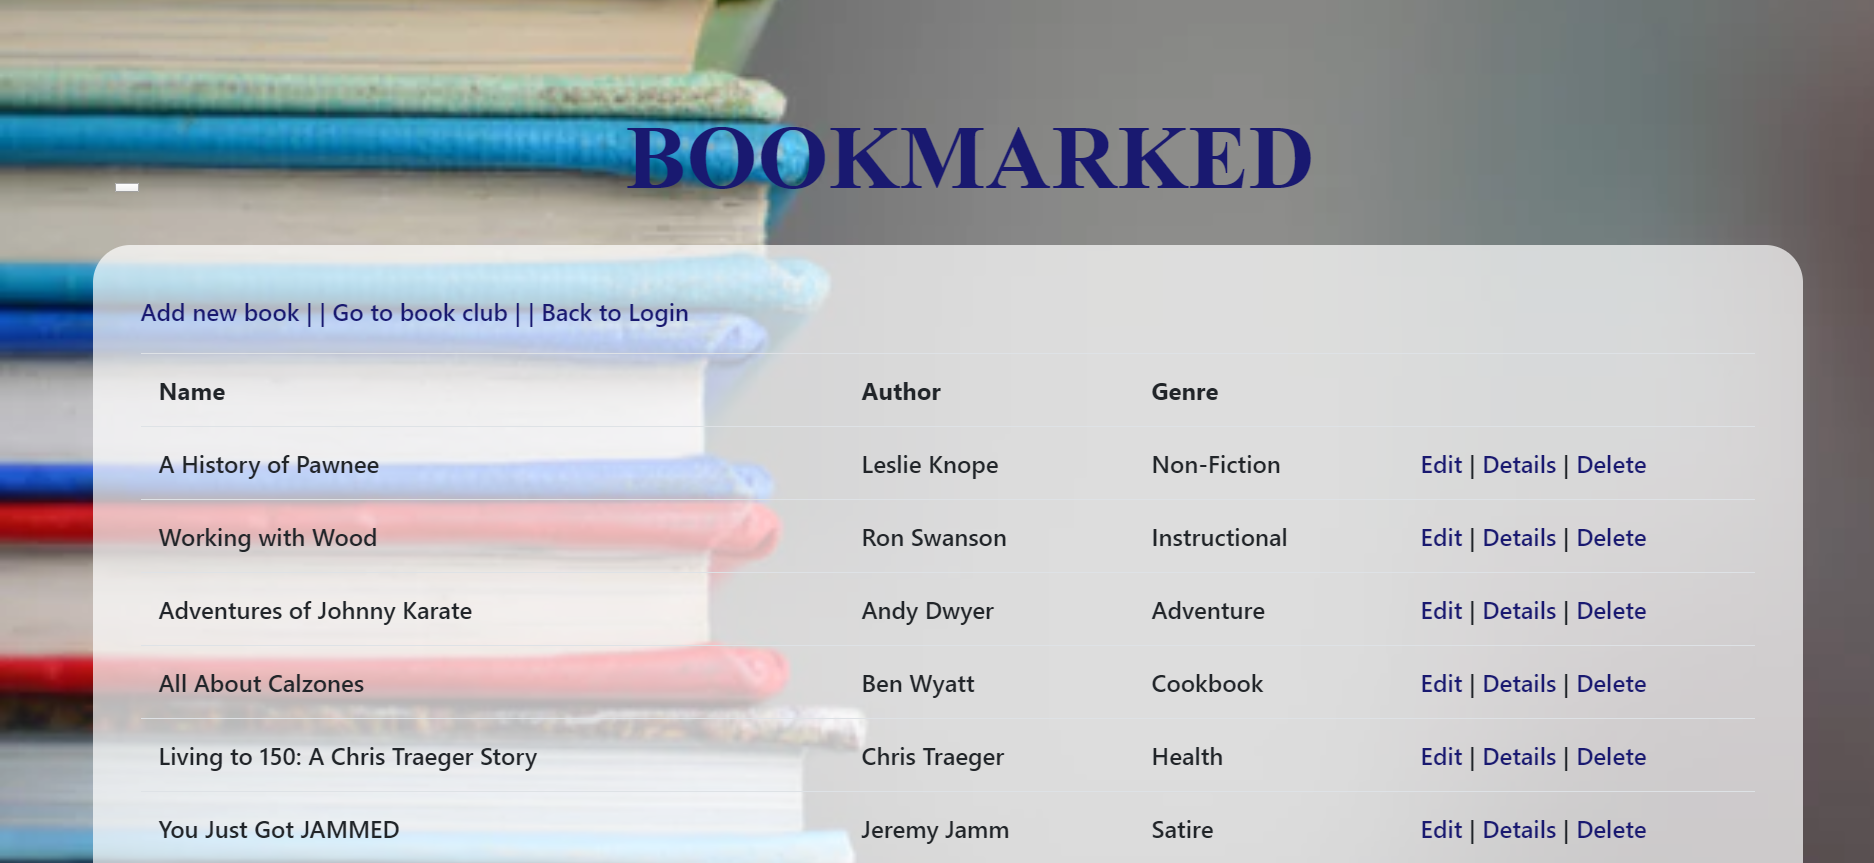 BOOKMARKED
Add new book | | Go to book club | | Back to Login
Name Author Genre
A History of Pawnee Leslie Knope Non-Fiction Edit | Details | Delete
Working with Wood Ron Swanson Instructional Edit | Details | Delete
Adventures of Johnny Karate Andy Dwyer Adventure Edit | Details | Delete
All About Calzones Ben Wyatt Cookbook Edit | Details | Delete
Living to 150: A Chris Traeger Story Chris Traeger Health Edit | Details | Delete
You Just Got JAMMED Jeremy Jamm Satire Edit | Details | Delete